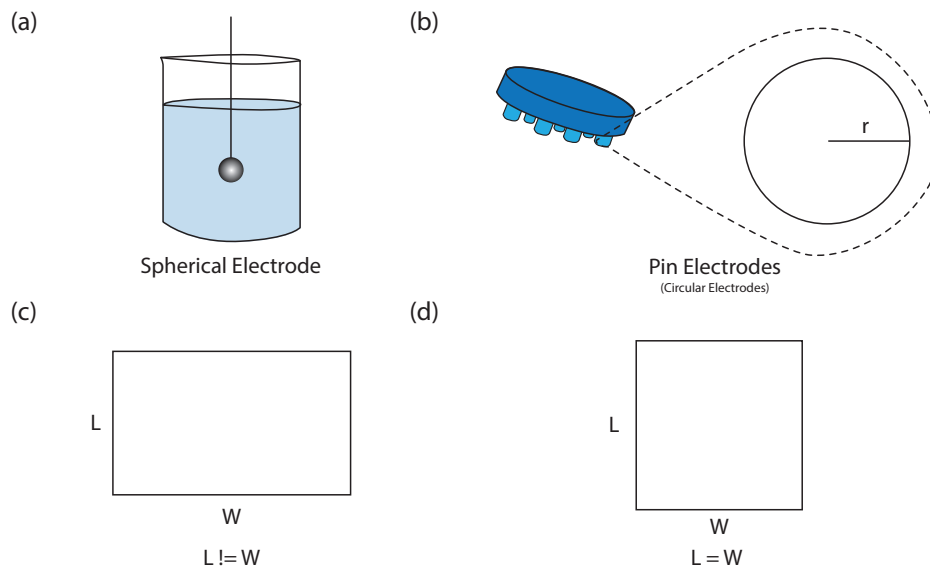 (a)
Spherical Electrode
(b)
r
Pin Electrodes
(Circular Electrodes)
(c)
L
W
L != W
(d)
L
W
L = W